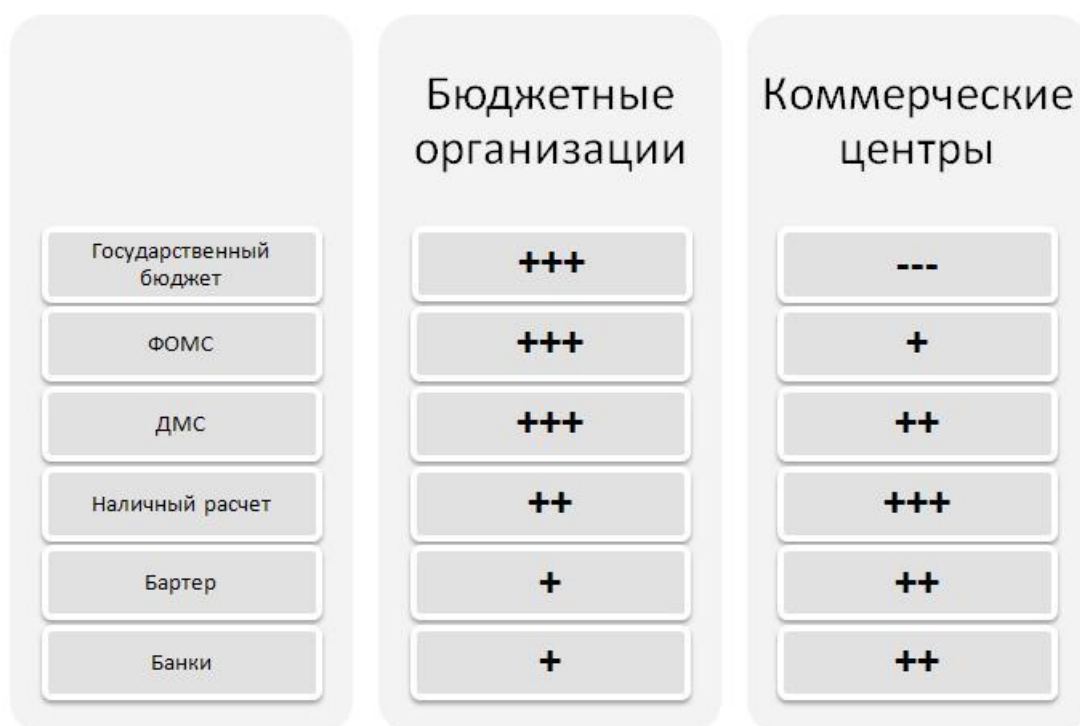 Бюджетные
организации
Коммерческие
центры
Государственный
бюджет
+++
---
ФОМС
+++
+
ДМС
+++
++
Наличный расчет
++
+++
Бартер
+
++
Банки
+
++